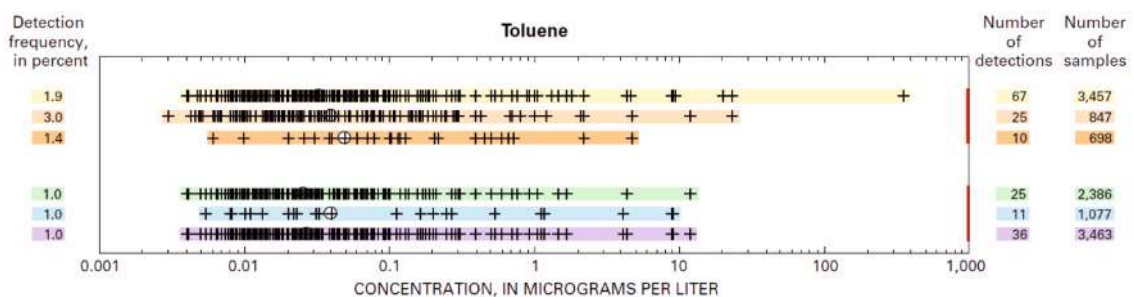 Toluene
Detection
frequency,
in percent
Number
of
detections
Number
of
samples
1.9 67 3,457
3.0 25 847
1.4 10 698
1.0 25 2,386
1.0 11 1,077
1.0 36 3,463
0.001 0.01 0.1 1 10 100 1,000
CONCENTRATION, IN MICROGRAMS PER LITER